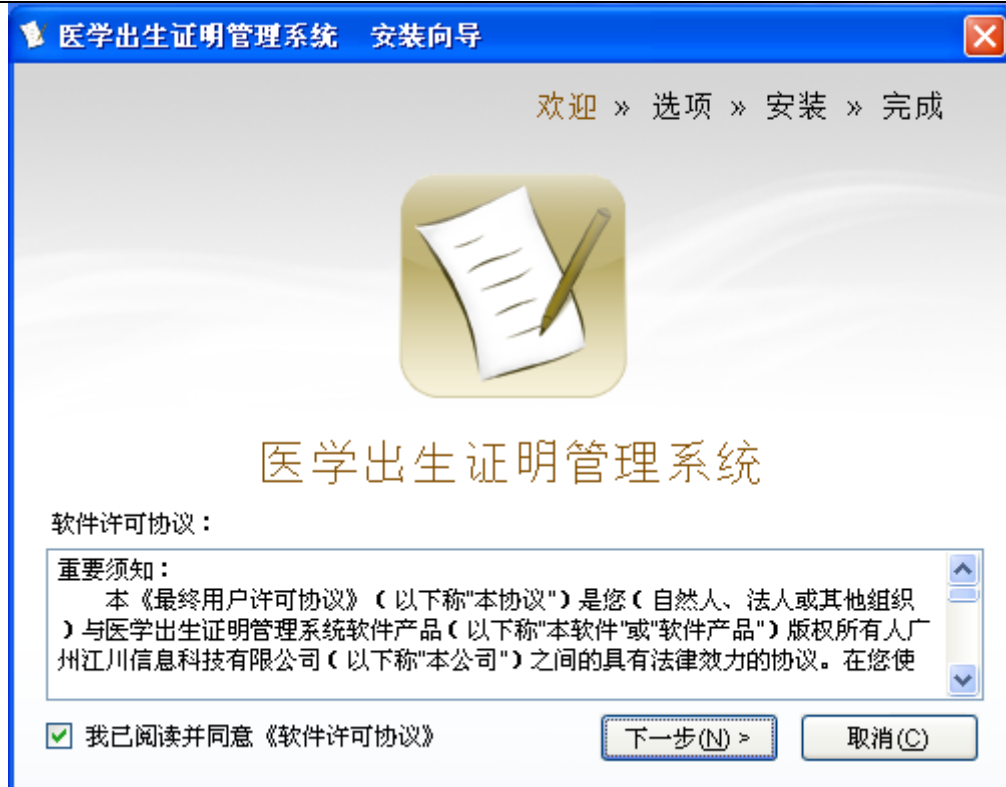 医学出生证明管理系统 安装向导
欢迎 » 选项 » 安装 » 完成
医学出生证明管理系统
软件许可协议：
重要须知：
本《最终用户许可协议》（以下称"本协议"）是您（自然人、法人或其他组织
）与医学出生证明管理系统软件产品（以下称"本软件"或"软件产品"）版权所有人广
州江川信息科技有限公司（以下称"本公司"）之间的具有法律效力的协议。在您使
我已阅读并同意《软件许可协议》
下一步(N) >
取消(C)